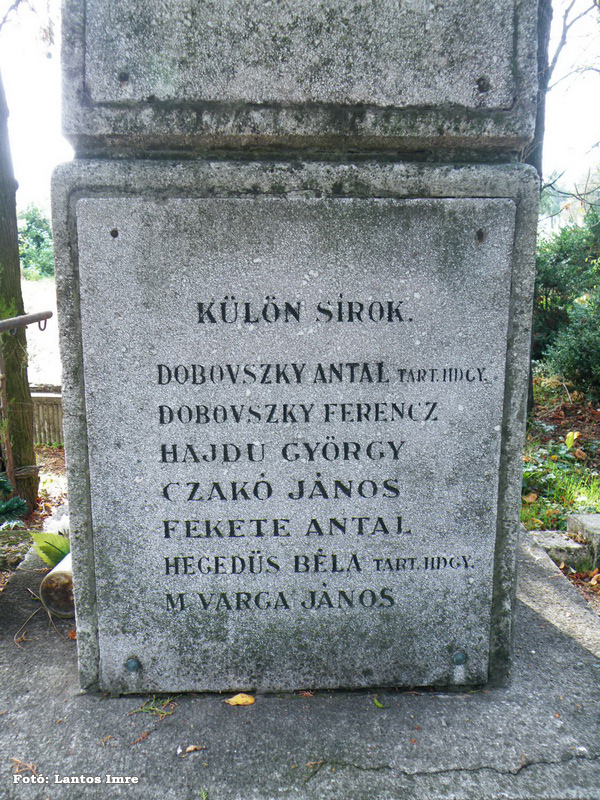 KÜLÖN SÍROK.
DOBOVSZKY ANTAL TART. HDGY.
DOBOVSZKY FERENCZ
HAJDU GYÖRGY
CZAKÓ JÁNOS
FEKETE ANTAL
HEGEDÜS BÉLA TART. HDGY.
M VARGA JÁNOS
Fotó: Lantos Imre